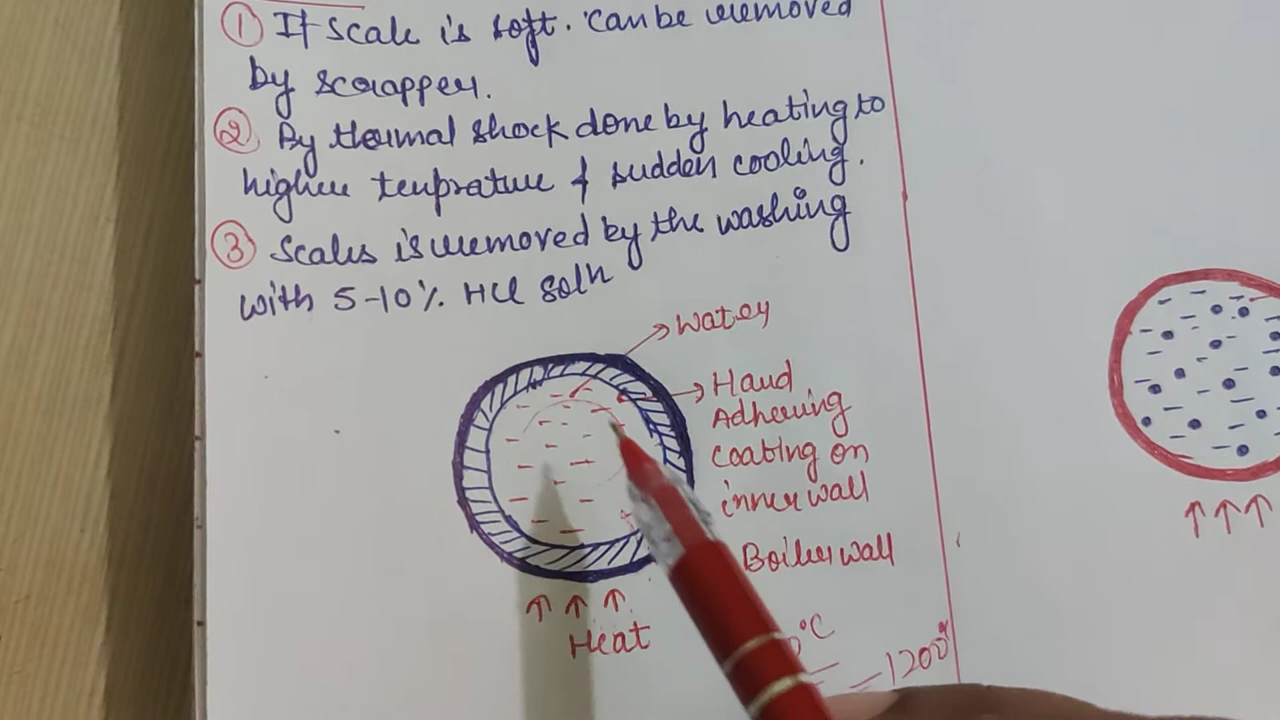 ① If scale is soft. Can be removed
by scrapper.
② By thermal shock done by heating to
higher temprature & sudden cooling.
③ Scales is removed by the washing
with 5-10% HCl soln
Water
Hard
Adhering
coating on
inner wall
Boiler wall
Heat
°C
1200°